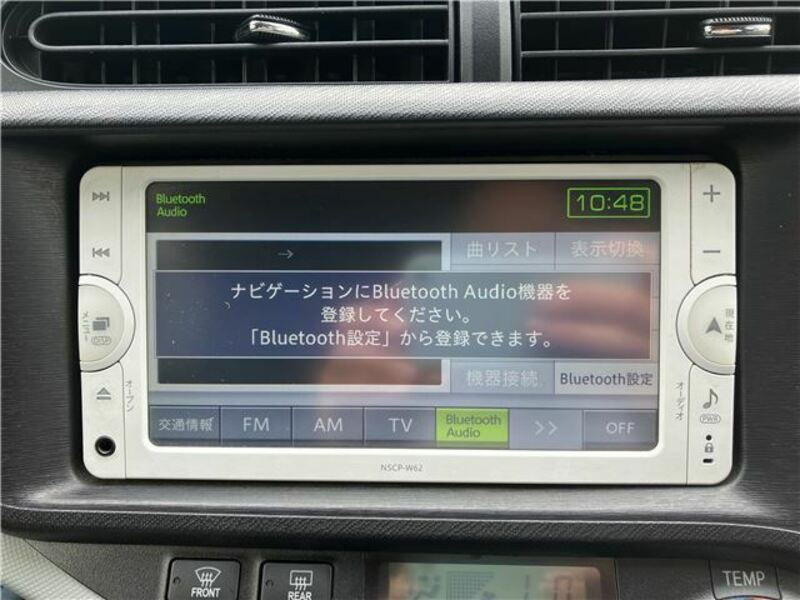 Bluetooth
Audio
10:48
→
曲リスト
表示切換
ナビゲーションにBluetooth Audio機器を
登録してください。
「Bluetooth設定」から登録できます。
機器接続
Bluetooth設定
交通情報
FM
AM
TV
Bluetooth
Audio
>>
OFF
メニュー
DISP
オープン
+
−
現在地
オーディオ
PWR
NSCP-W62
FRONT
REAR
TEMP